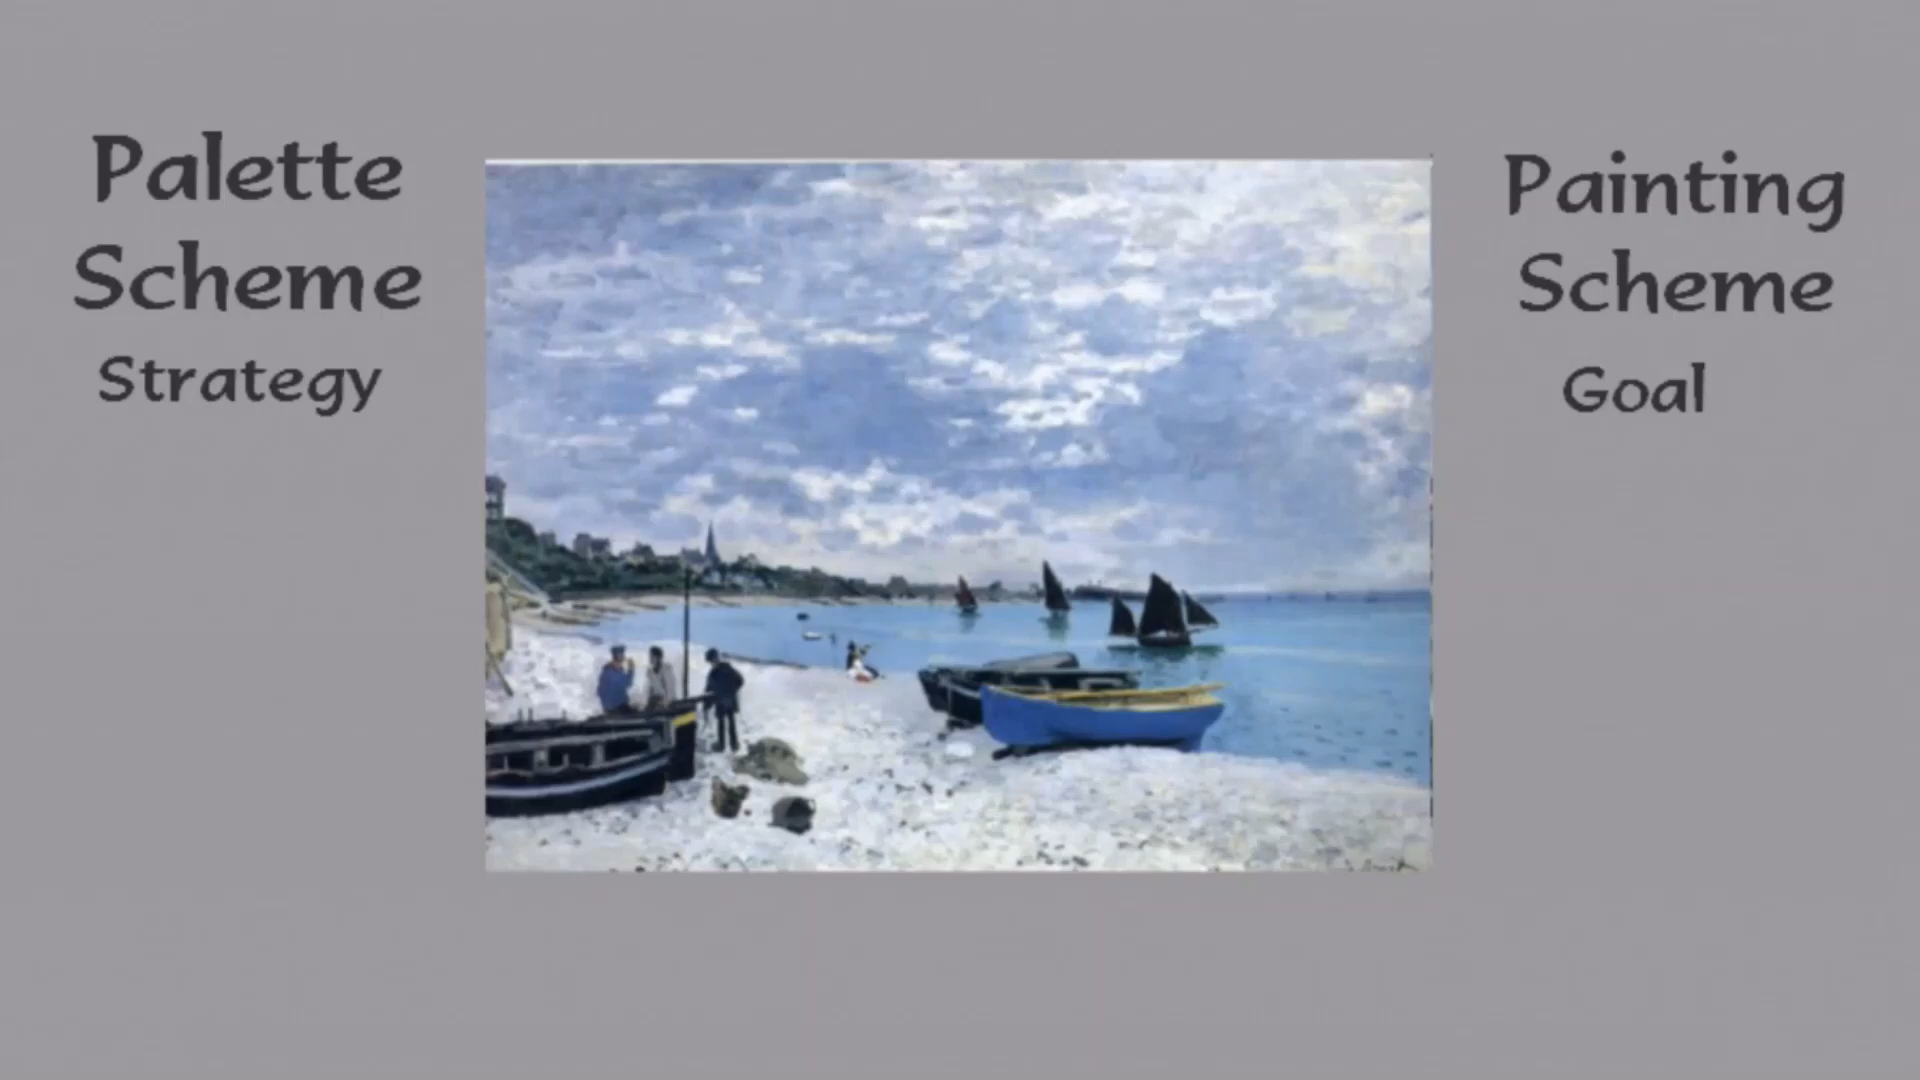 Palette
Scheme
Strategy
Painting
Scheme
Goal